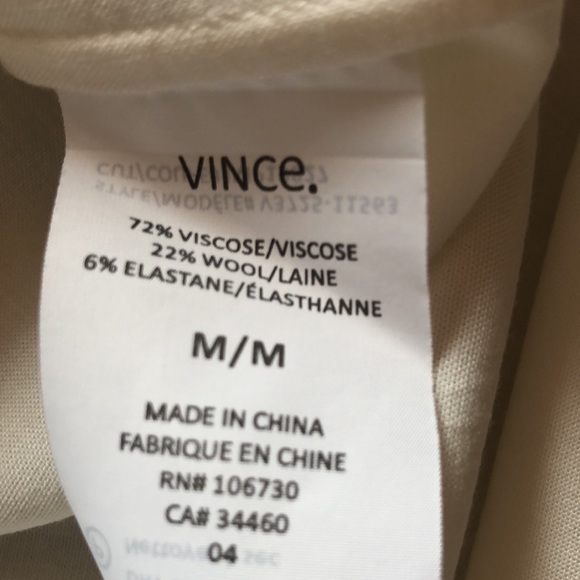 VINCe.
72% VISCOSE/VISCOSE
22% WOOL/LAINE
6% ELASTANE/ÉLASTHANNE
M/M
MADE IN CHINA
FABRIQUE EN CHINE
RN# 106730
CA# 34460
04